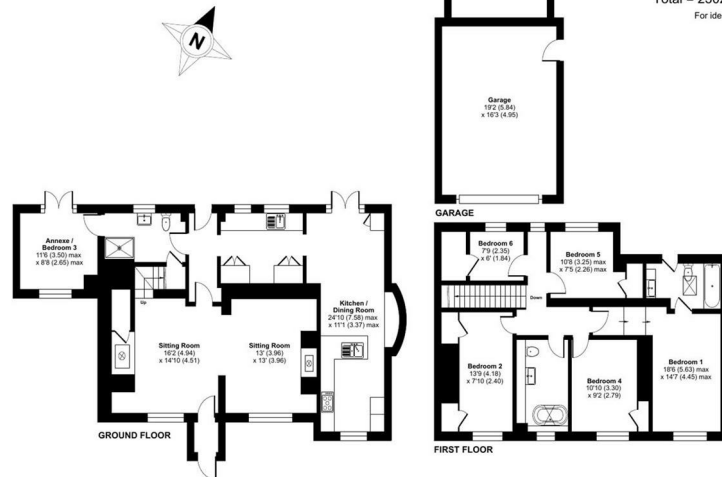 Total = 2502
For ide
N
Garage
19'2 (5.84)
x 16'3 (4.95)
GARAGE
Annexe /
Bedroom 3
11'6 (3.50) max
x 8'8 (2.65) max
Up
Sitting Room
16'2 (4.94)
x 14'10 (4.51)
Sitting Room
13' (3.96)
x 13' (3.96)
Kitchen /
Dining Room
24'10 (7.58) max
x 11'1 (3.37) max
GROUND FLOOR
Bedroom 6
7'9 (2.35)
x 6' (1.84)
Bedroom 5
10'8 (3.25) max
x 7'5 (2.26) max
Down
Bedroom 2
13'9 (4.18)
x 7'10 (2.40)
Bedroom 4
10'10 (3.30)
x 9'2 (2.79)
Bedroom 1
18'6 (5.63) max
x 14'7 (4.45) max
FIRST FLOOR